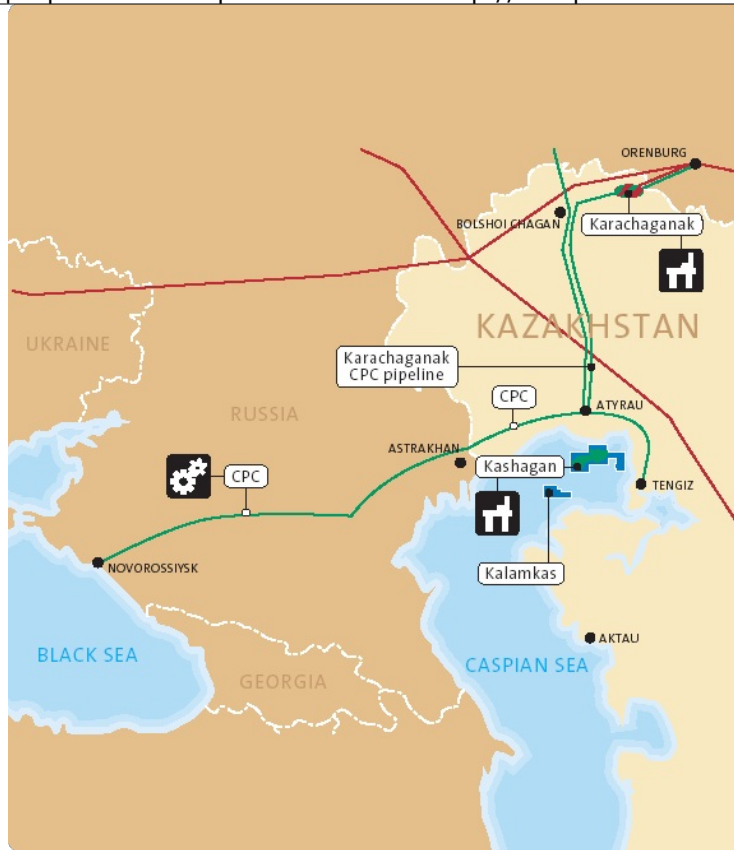 ORENBURG
BOLSHOI CHAGAN
Karachaganak
KAZAKHSTAN
UKRAINE
Karachaganak
CPC pipeline
CPC
ATYRAU
RUSSIA
ASTRAKHAN
Kashagan
CPC
TENGIZ
NOVOROSSIYSK
Kalamkas
AKTAU
BLACK SEA
CASPIAN SEA
GEORGIA